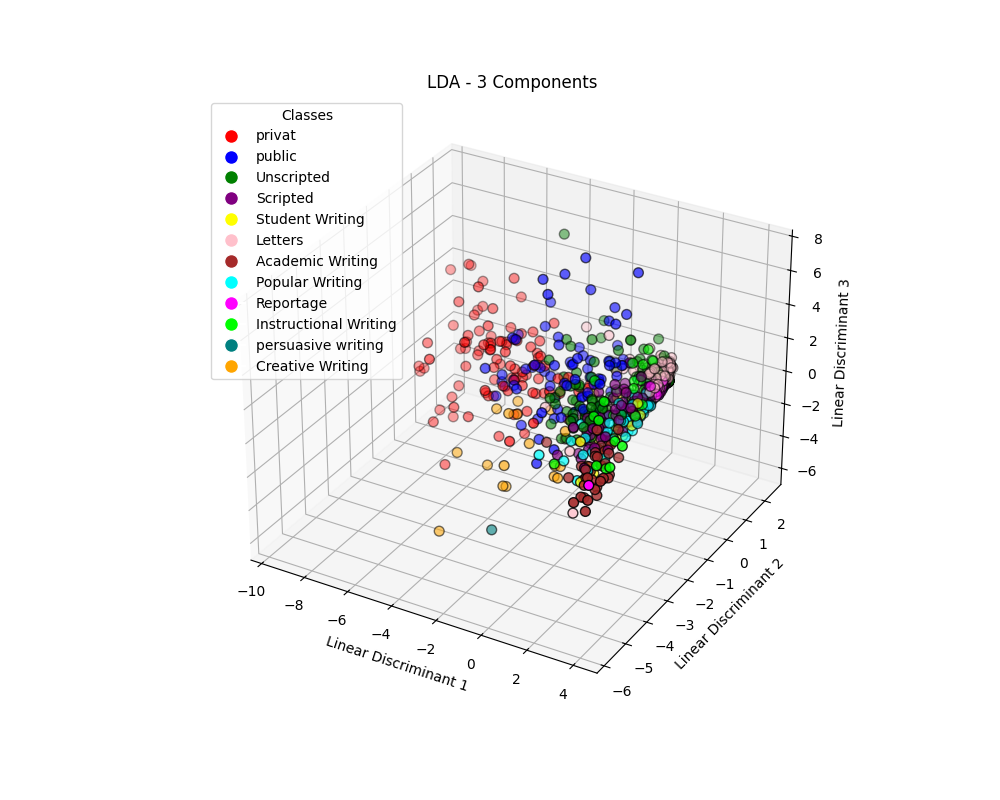 LDA - 3 Components
Classes
privat
public
Unscripted
Scripted
Student Writing
Letters
Academic Writing
Popular Writing
Reportage
Instructional Writing
persuasive writing
Creative Writing
8
6
4
2
0
−2
−4
−6
Linear Discriminant 3
2
1
0
−1
−2
−3
−4
−5
−6
Linear Discriminant 2
−10
−8
−6
−4
−2
0
2
4
Linear Discriminant 1